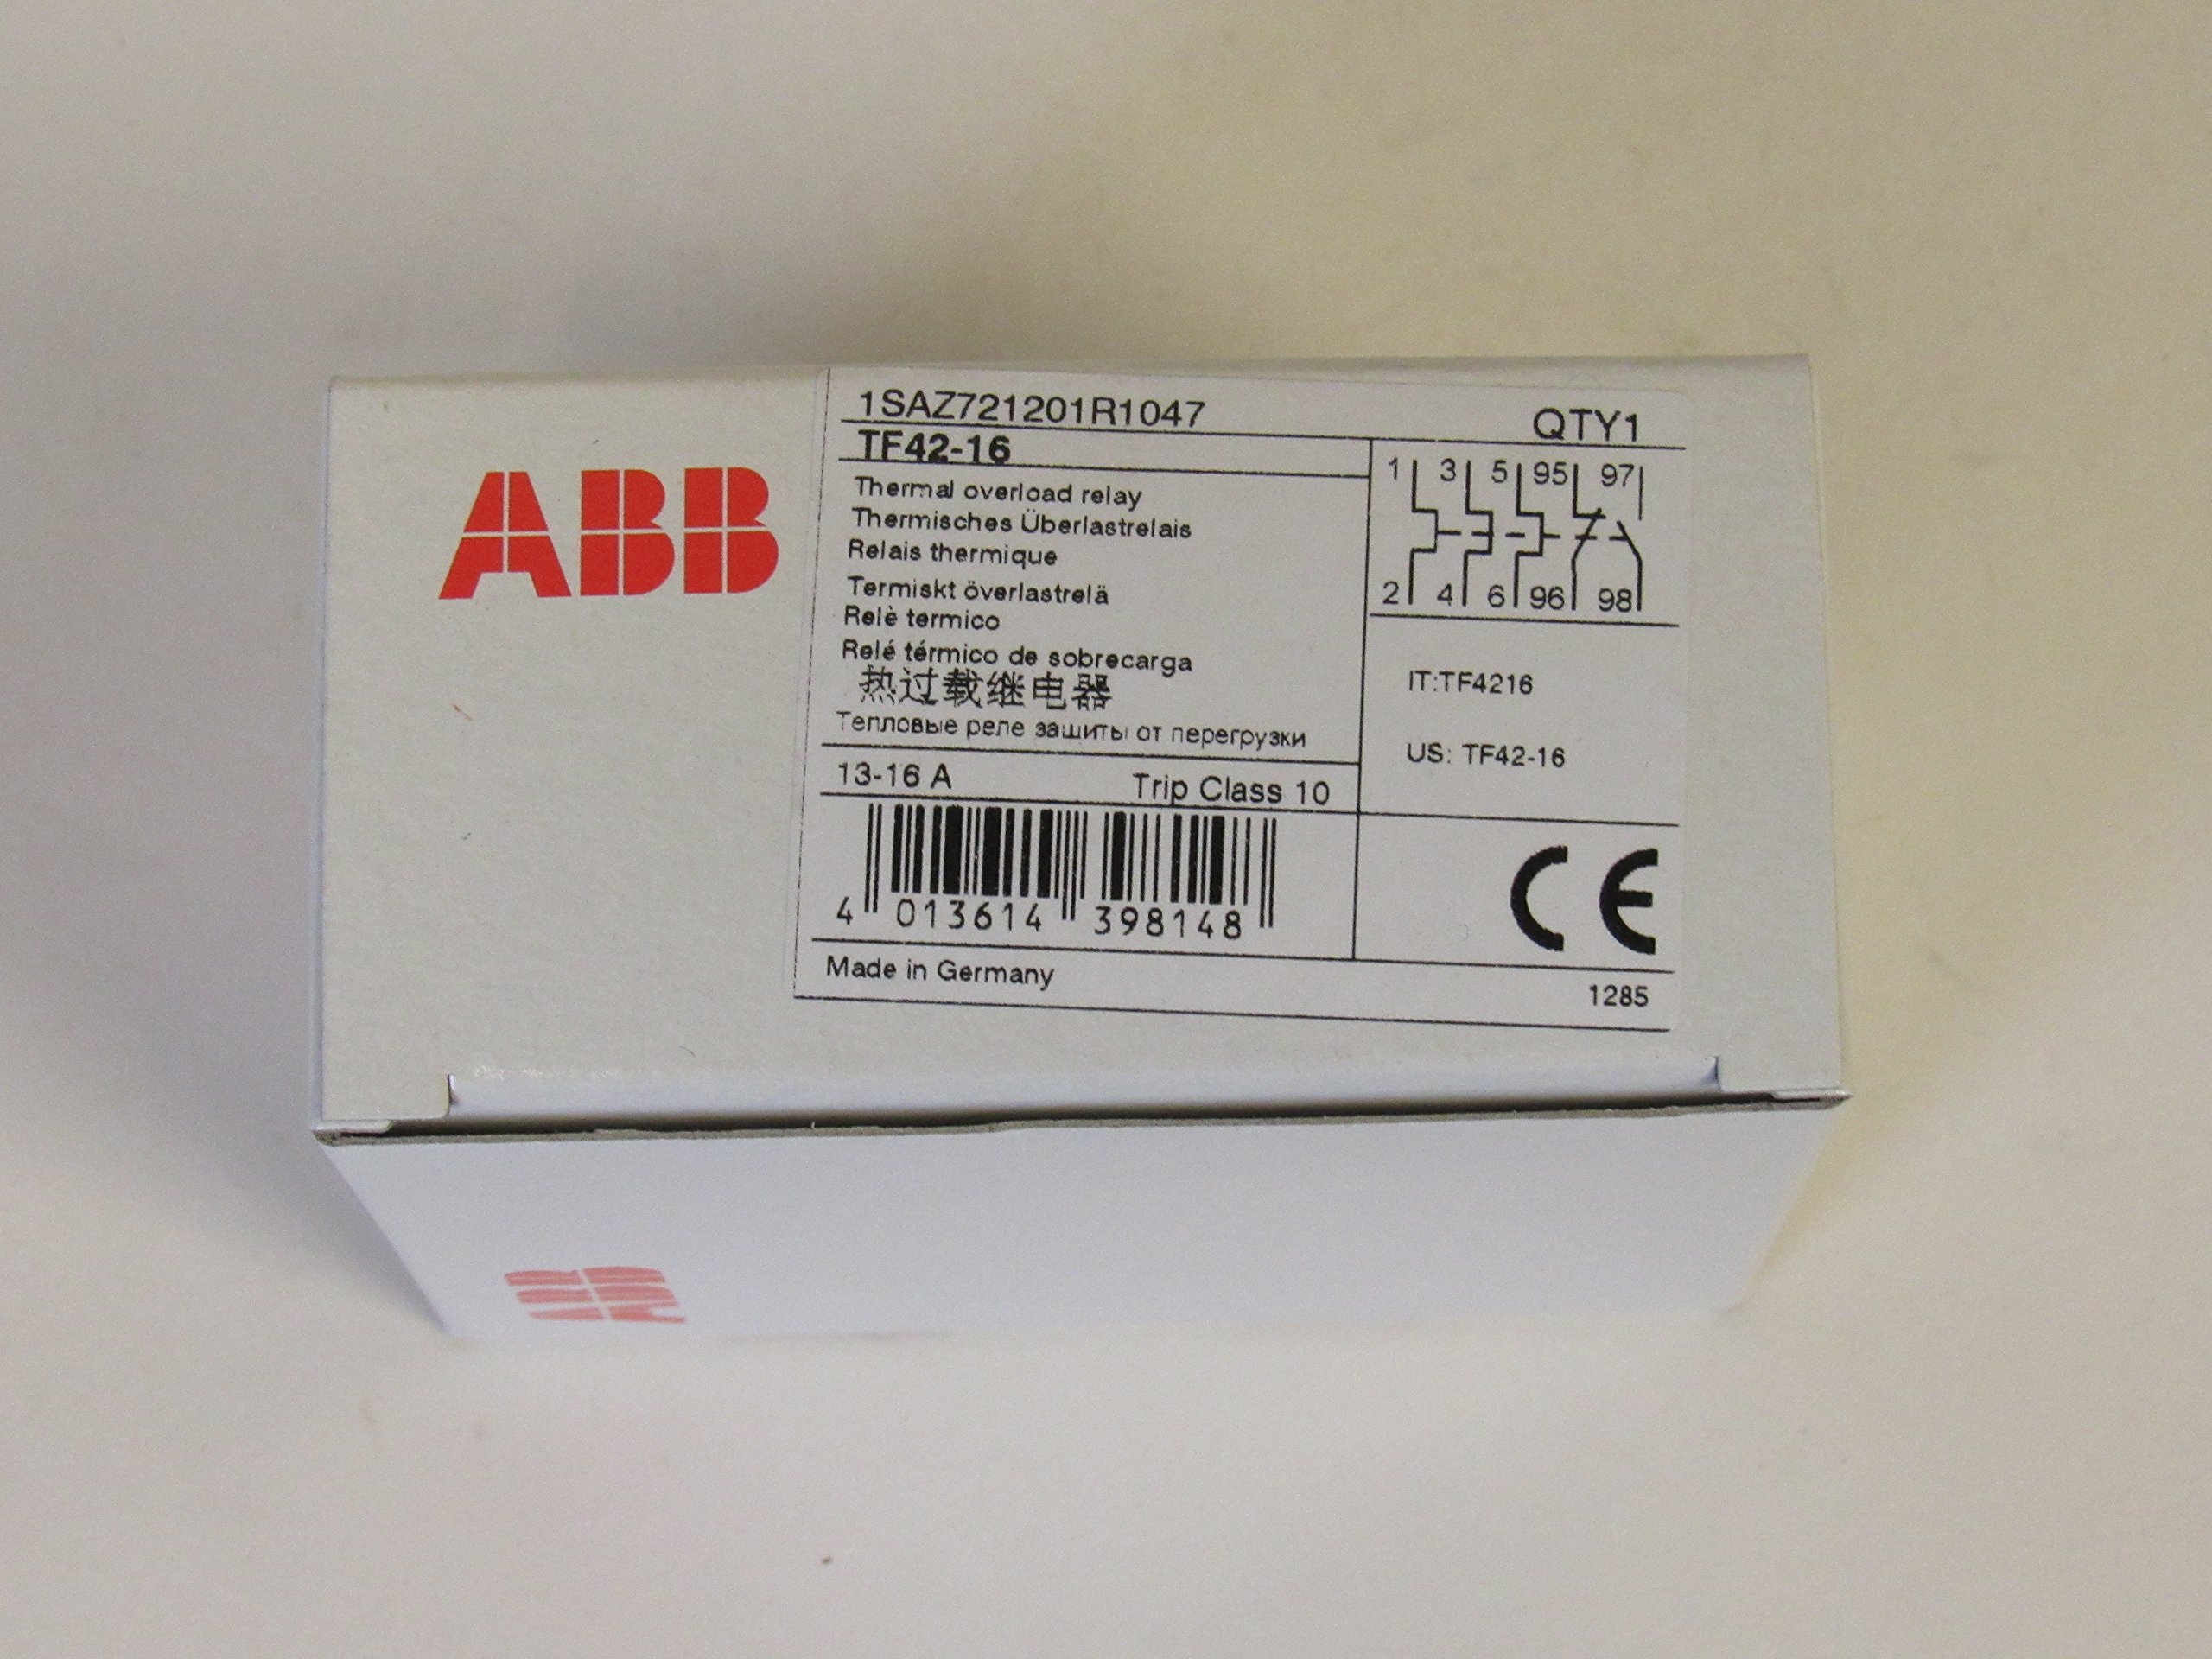 ABB
1SAZ721201R1047 QTY1
TF42-16
1 3 5 95 97
Thermal overload relay
Thermisches Überlastrelais
Relais thermique
Termiskt överlastrelä
2 4 6 96 98
Relè termico
Relé térmico de sobrecarga
热过载继电器
IT:TF4216
Тепловые реле защиты от перегрузки
US: TF42-16
13-16 A Trip Class 10
4 013614 398148
CE
Made in Germany
1285